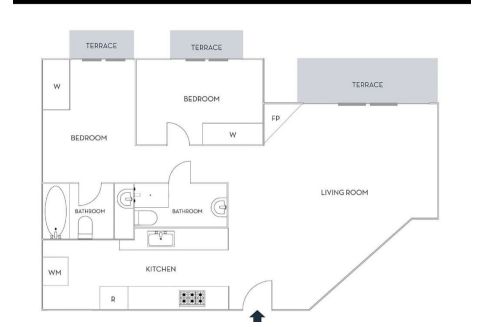 TERRACE
TERRACE
TERRACE
W
BEDROOM
FP
W
BEDROOM
LIVING ROOM
BATHROOM
BATHROOM
KITCHEN
WM
R